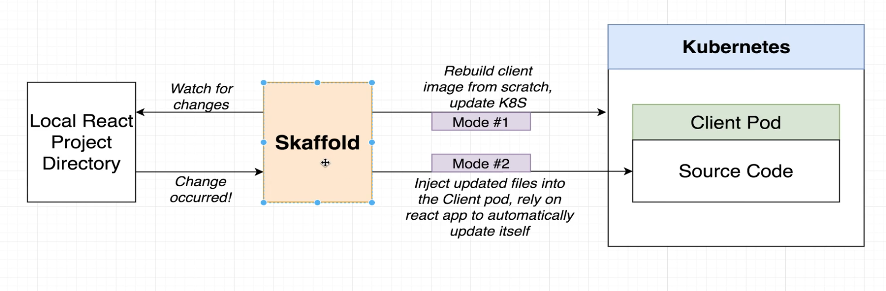 Local React
Project
Directory
Watch for
changes
Change
occurred!
Skaffold
Rebuild client
image from scratch,
update K8S
Mode #1
Mode #2
Inject updated files into
the Client pod, rely on
react app to automatically
update itself
Kubernetes
Client Pod
Source Code